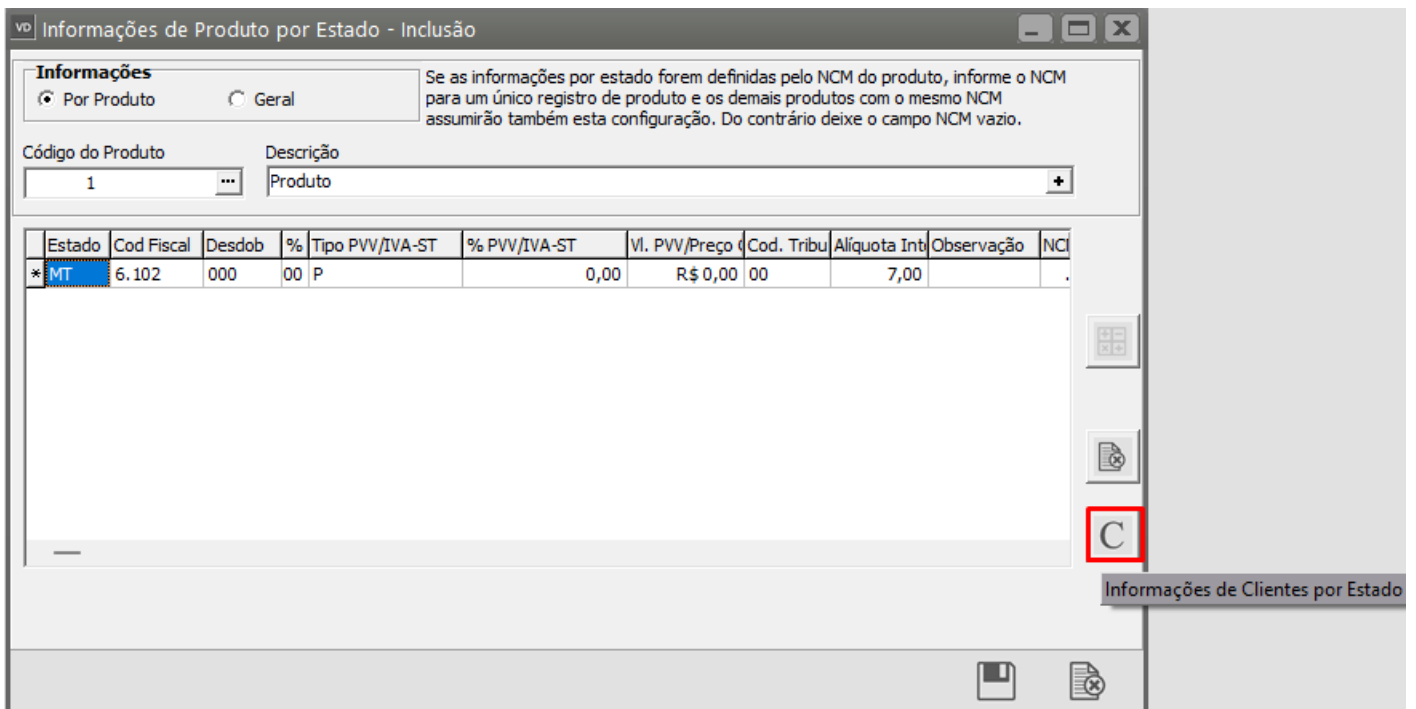 VD Informações de Produto por Estado - Inclusão
Informações
Por Produto Geral
Se as informações por estado forem definidas pelo NCM do produto, informe o NCM
para um único registro de produto e os demais produtos com o mesmo NCM
assumirão também esta configuração. Do contrário deixe o campo NCM vazio.
Código do Produto Descrição
1 ... Produto +
Estado Cod Fiscal Desdob % Tipo PVV/IVA-ST % PVV/IVA-ST Vl. PVV/Preço Cod. Tribu Alíquota Int Observação NC
* MT 6.102 000 00 P 0,00 R$ 0,00 00 7,00 .
C
Informações de Clientes por Estado